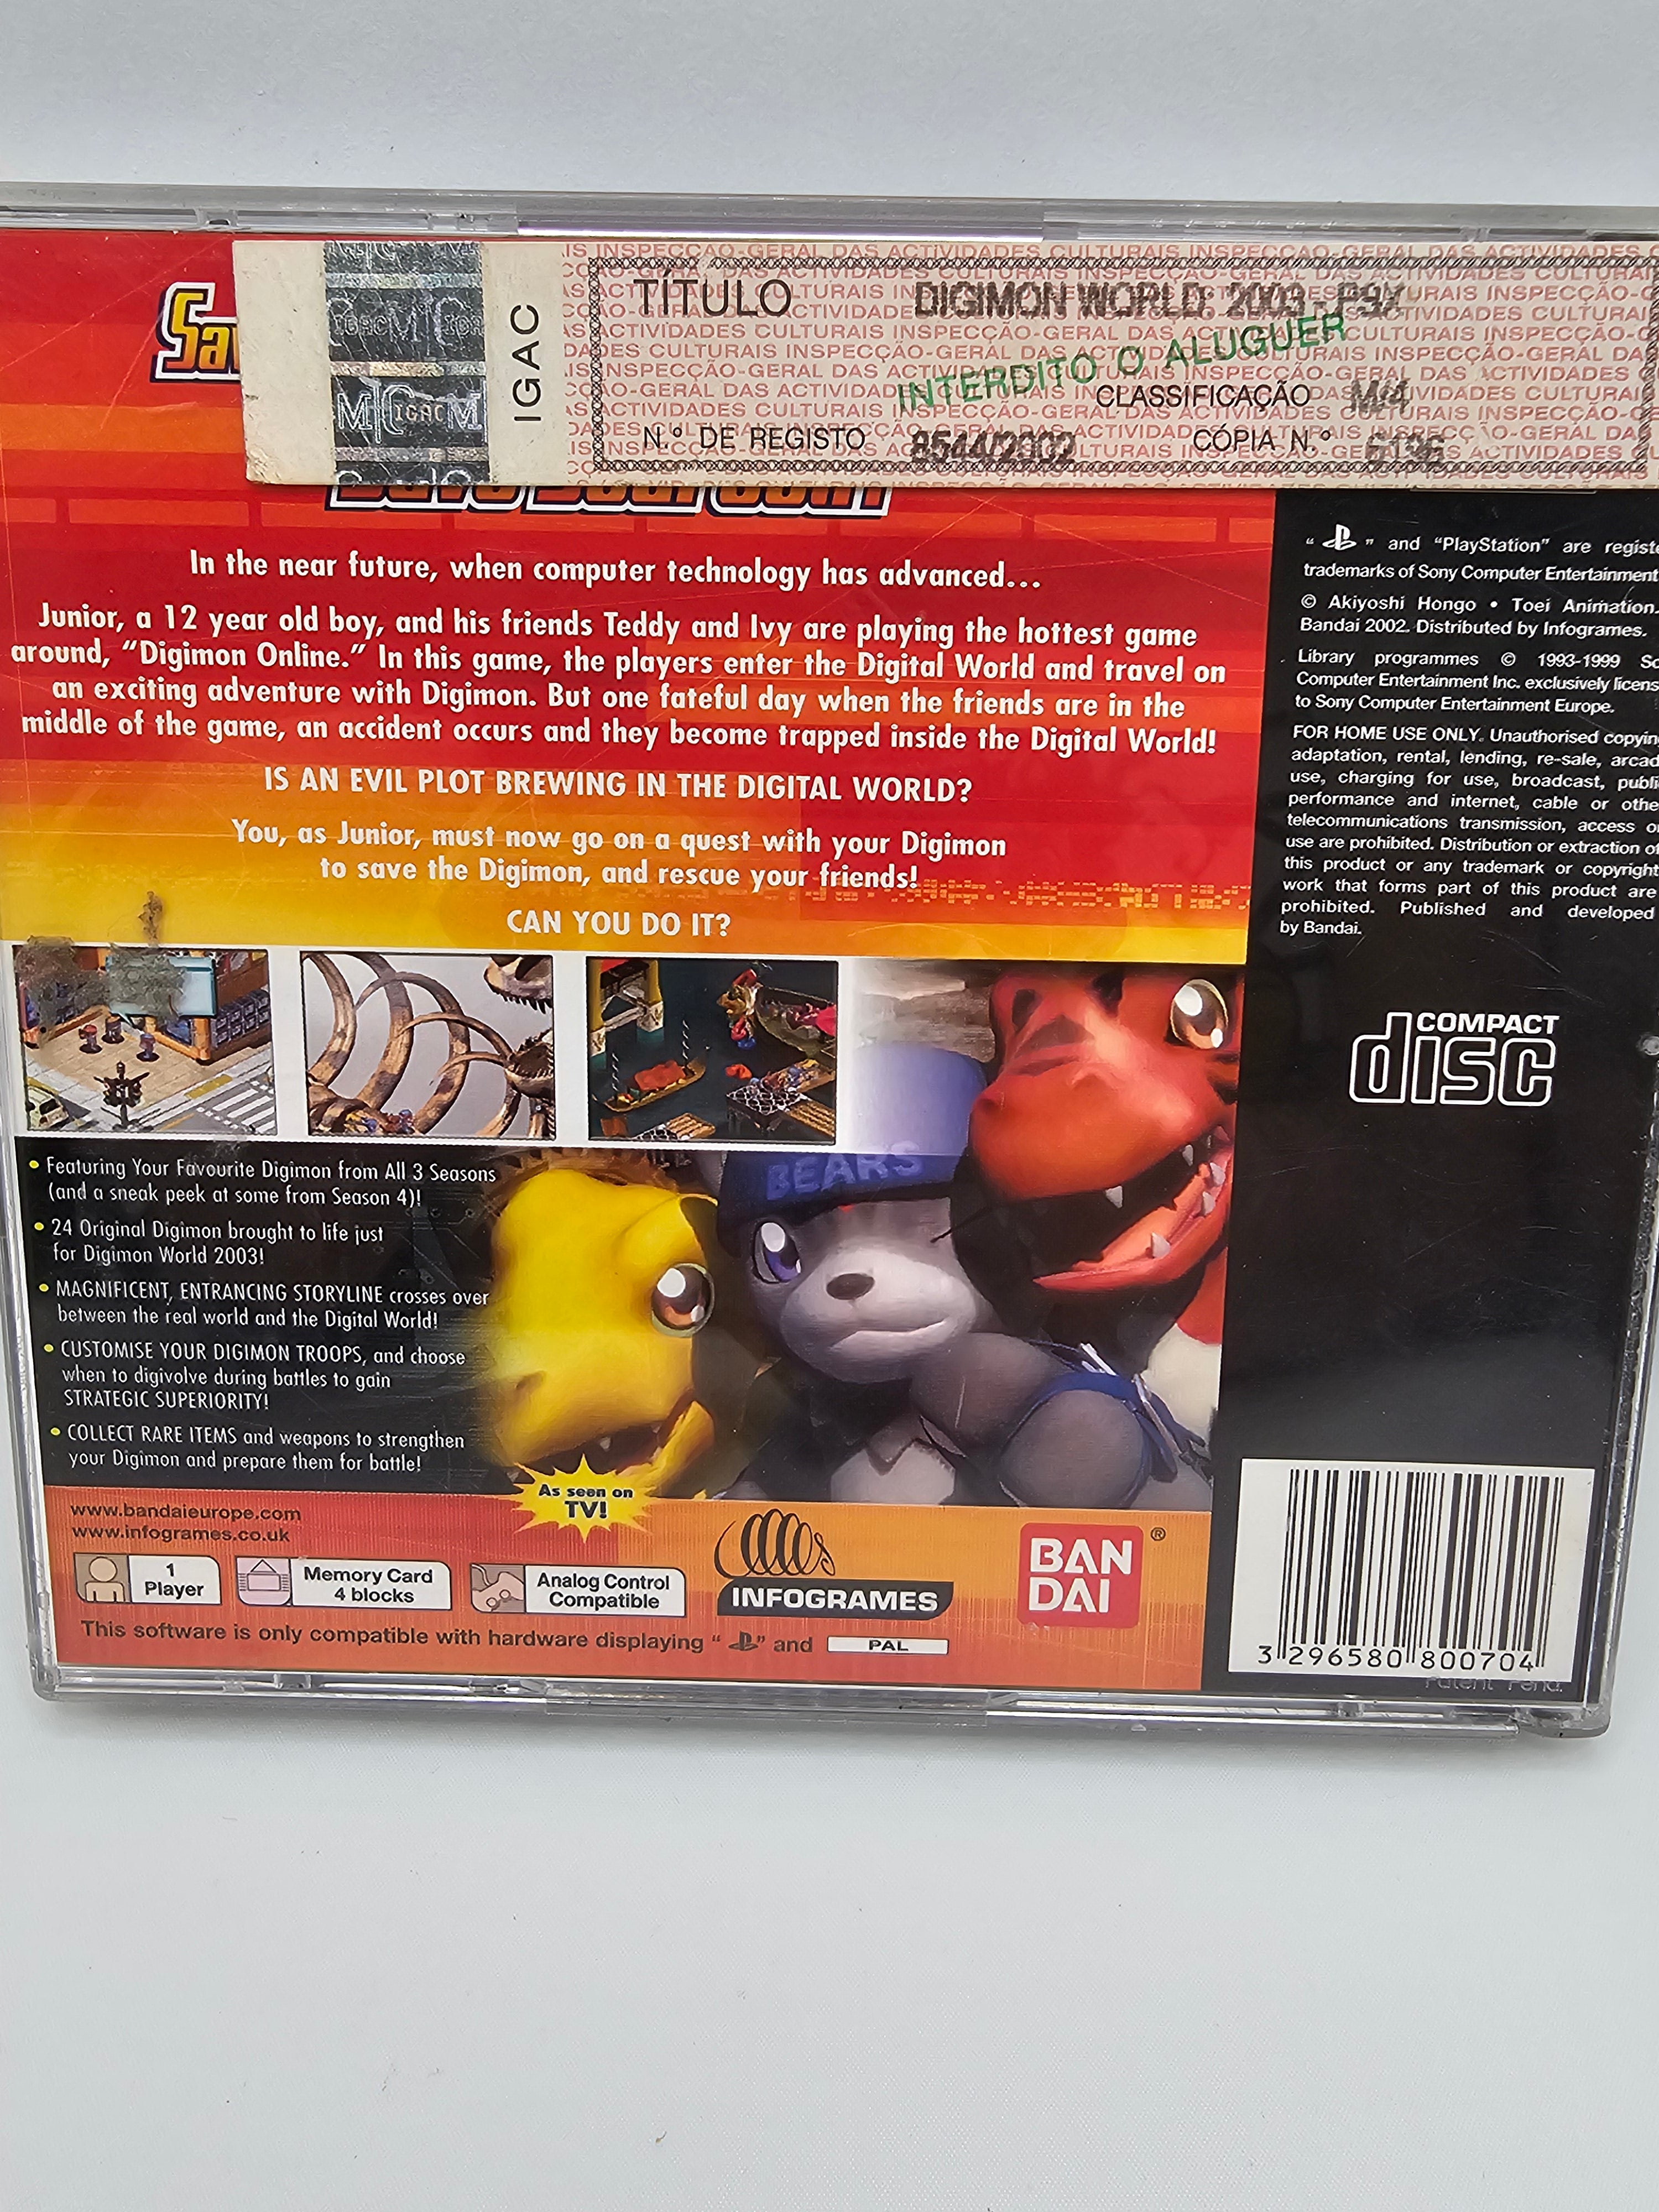 TÍTULO DIGIMON WORLD: 2003 - PSX
INTERDITO O ALUGUER
CLASSIFICAÇÃO M/4
N.º DE REGISTO 8544/2002 CÓPIA N.º 6196
IGAC
INSPECÇÃO-GERAL DAS ACTIVIDADES CULTURAIS
In the near future, when computer technology has advanced...
Junior, a 12 year old boy, and his friends Teddy and Ivy are playing the hottest game
around, “Digimon Online.” In this game, the players enter the Digital World and travel on
an exciting adventure with Digimon. But one fateful day when the friends are in the
middle of the game, an accident occurs and they become trapped inside the Digital World!
IS AN EVIL PLOT BREWING IN THE DIGITAL WORLD?
You, as Junior, must now go on a quest with your Digimon
to save the Digimon, and rescue your friends!
CAN YOU DO IT?
BEARS
• Featuring Your Favourite Digimon from All 3 Seasons
(and a sneak peek at some from Season 4)!
• 24 Original Digimon brought to life just
for Digimon World 2003!
• MAGNIFICENT, ENTRANCING STORYLINE crosses over
between the real world and the Digital World!
• CUSTOMISE YOUR DIGIMON TROOPS, and choose
when to digivolve during battles to gain
STRATEGIC SUPERIORITY!
• COLLECT RARE ITEMS and weapons to strengthen
your Digimon and prepare them for battle!
As seen on
TV!
www.bandaieurope.com
www.infogrames.co.uk
1
Player
Memory Card
4 blocks
Analog Control
Compatible
INFOGRAMES
BAN
DAI ®
This software is only compatible with hardware displaying “ ” and PAL
“ ” and “PlayStation” are registe
trademarks of Sony Computer Entertainment
© Akiyoshi Hongo • Toei Animation.
Bandai 2002. Distributed by Infogrames.
Library programmes © 1993-1999 So
Computer Entertainment Inc. exclusively licens
to Sony Computer Entertainment Europe.
FOR HOME USE ONLY. Unauthorised copying
adaptation, rental, lending, re-sale, arcad
use, charging for use, broadcast, publi
performance and internet, cable or othe
telecommunications transmission, access or
use are prohibited. Distribution or extraction of
this product or any trademark or copyright
work that forms part of this product are
prohibited. Published and developed
by Bandai.
COMPACT
disc
3 296580 800704